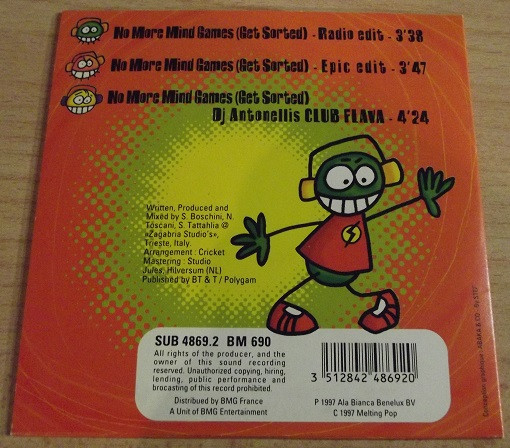 No More Mind Games (Get Sorted) - Radio edit - 3'38
No More Mind Games (Get Sorted) - Epic edit - 3'47
No More Mind Games (Get Sorted)
Dj Antonellis CLUB FLAVA - 4'24
Written, Produced and
Mixed by S. Boschini, N.
Toscani, S. Tattahlia @
«Zagabria Studio's»,
Trieste, Italy.
Arrangement : Cricket
Mastering : Studio
Jules, Hilversum (NL)
Published by BT & T / Polygam
SUB 4869.2 BM 690
All rights of the producer, and the
owner of this sound recording
reserved. Unauthorized copying, hiring,
lending, public performance and
brocasting of this record prohibited.
Distributed by BMG France
A Unit of BMG Entertainment
3 512842 486920
P 1997 Ala Bianca Benelux BV
C 1997 Melting Pop
Conception graphique :